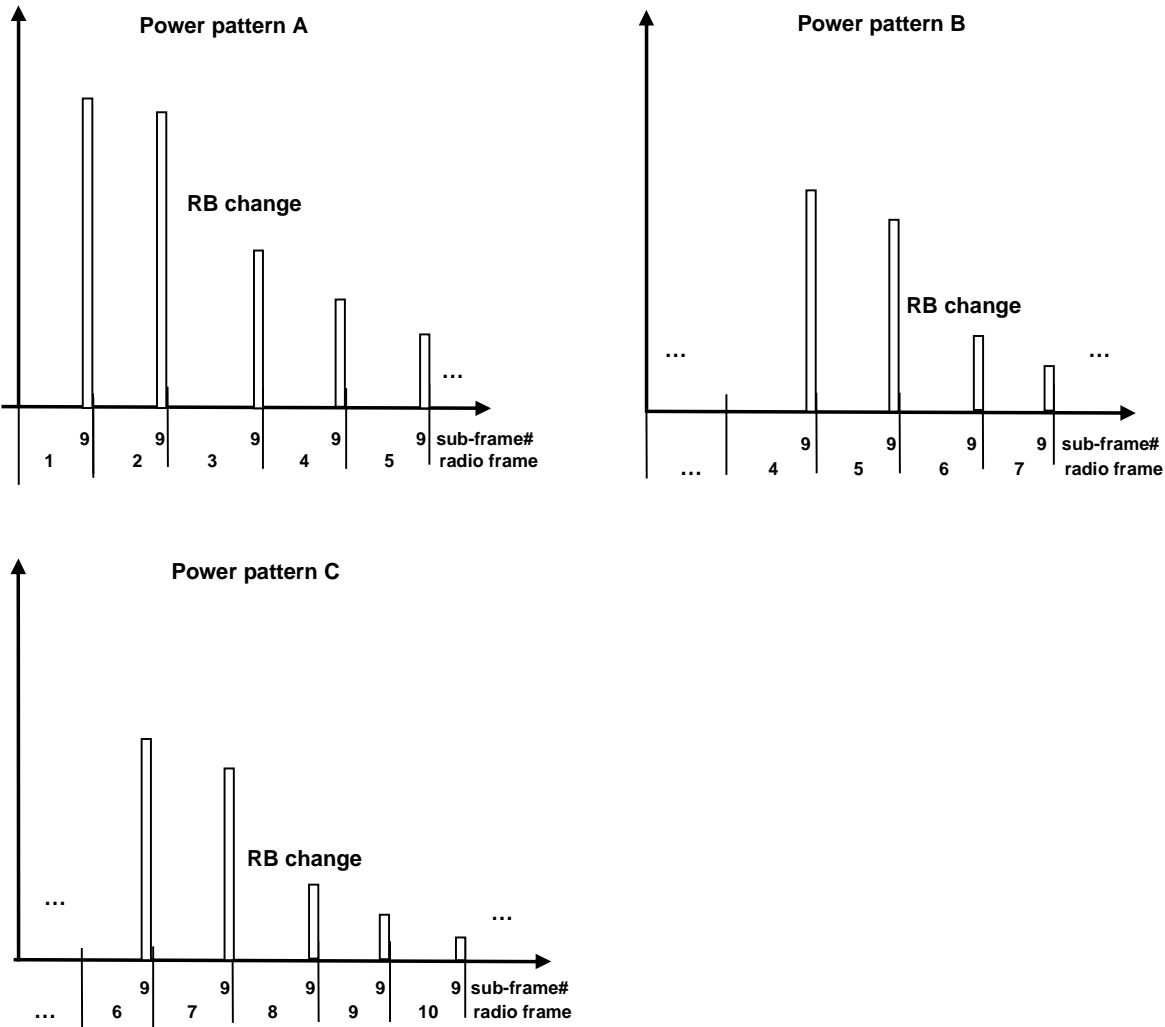 Power pattern A
RB change
...
9 9 9 9 9 sub-frame#
1 2 3 4 5 radio frame
Power pattern B
RB change
... ...
9 9 9 9 sub-frame#
... 4 5 6 7 radio frame
Power pattern C
RB change
... ...
9 9 9 9 9 sub-frame#
... 6 7 8 9 10 radio frame